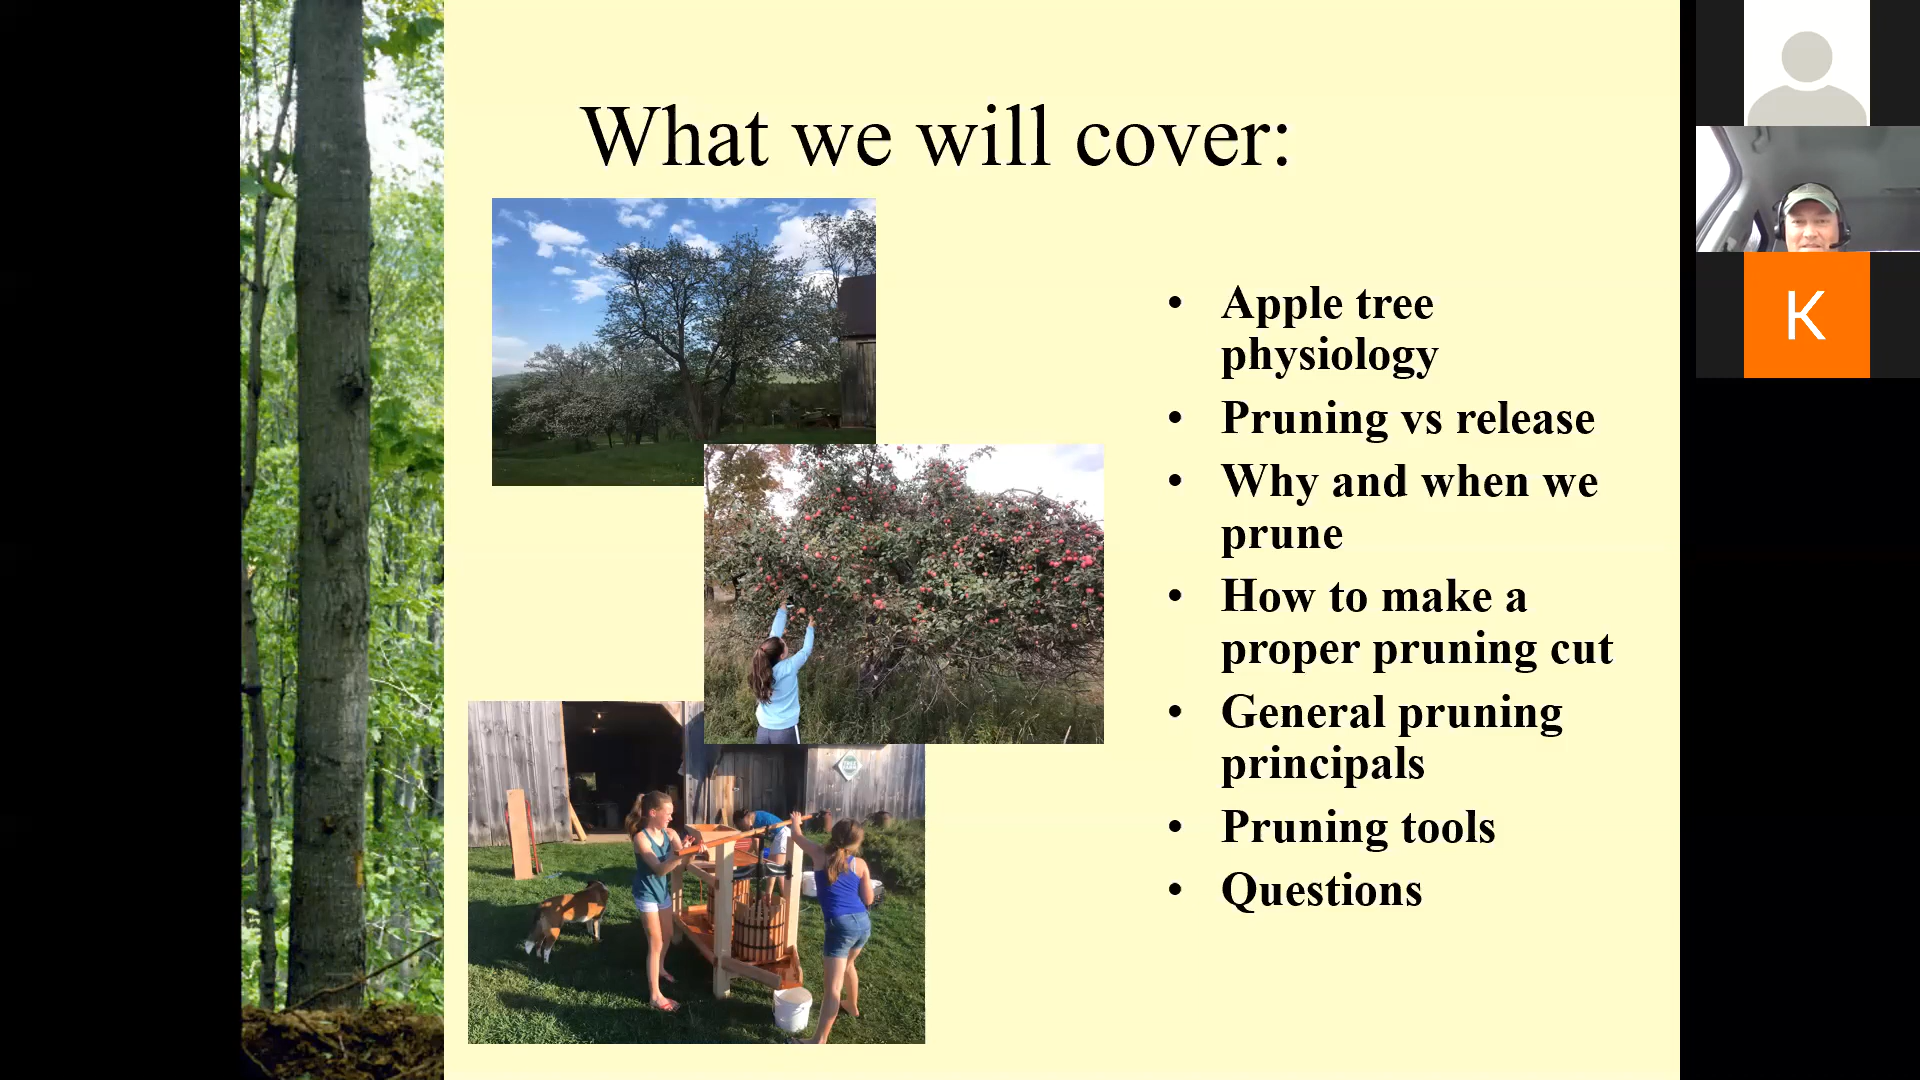 What we will cover:
• Apple tree
physiology
• Pruning vs release
• Why and when we
prune
• How to make a
proper pruning cut
• General pruning
principals
• Pruning tools
• Questions
K